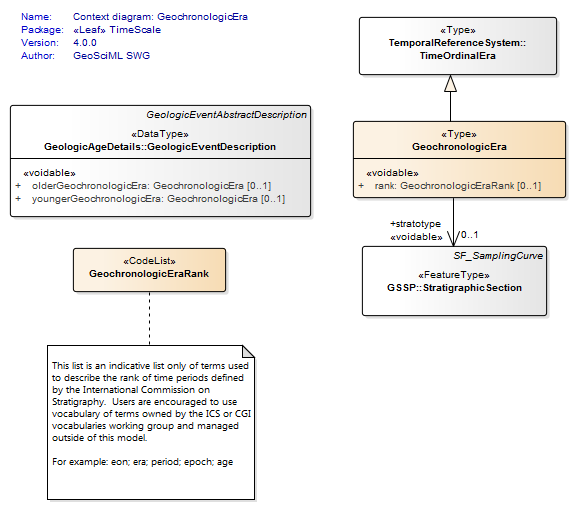 Name: Context diagram: GeochronologicEra
Package: «Leaf» TimeScale
Version: 4.0.0
Author: GeoSciML SWG
«Type»
TemporalReferenceSystem::
TimeOrdinalEra
GeologicEventAbstractDescription
«DataType»
GeologicAgeDetails::GeologicEventDescription
«voidable»
+ olderGeochronologicEra: GeochronologicEra [0..1]
+ youngerGeochronologicEra: GeochronologicEra [0..1]
«Type»
GeochronologicEra
«voidable»
+ rank: GeochronologicEraRank [0..1]
+stratotype
«voidable»
0..1
SF_SamplingCurve
«FeatureType»
GSSP::StratigraphicSection
«CodeList»
GeochronologicEraRank
This list is an indicative list only of terms used
to describe the rank of time periods defined
by the International Commission on
Stratigraphy. Users are encouraged to use
vocabulary of terms owned by the ICS or CGI
vocabularies working group and managed
outside of this model.
For example: eon; era; period; epoch; age